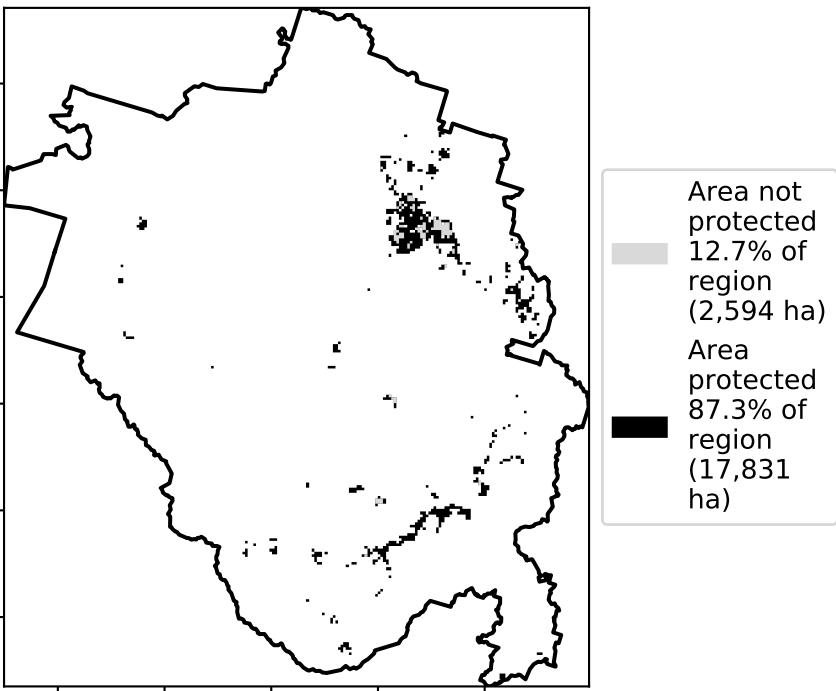 Area not
protected
12.7% of
region
(2,594 ha)
Area
protected
87.3% of
region
(17,831
ha)